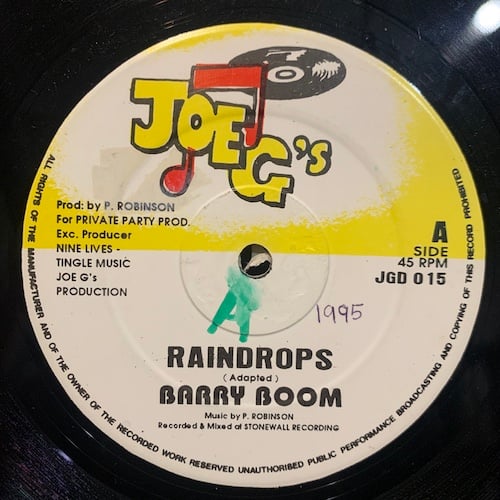 JOE G's
Prod: by P. ROBINSON
For PRIVATE PARTY PROD.
Exc. Producer
NINE LIVES -
TINGLE MUSIC
JOE G's
PRODUCTION
A
SIDE
45 RPM
JGD 015
A
1995
RAINDROPS
(Adapted)
BARRY BOOM
Music by P. ROBINSON
Recorded & Mixed at STONEWALL RECORDING
ALL RIGHTS OF THE MANUFACTURER AND OF THE OWNER OF THE RECORDED WORK RESERVED UNAUTHORISED PUBLIC PERFORMANCE BROADCASTING AND COPYING OF THIS RECORD PROHIBITED